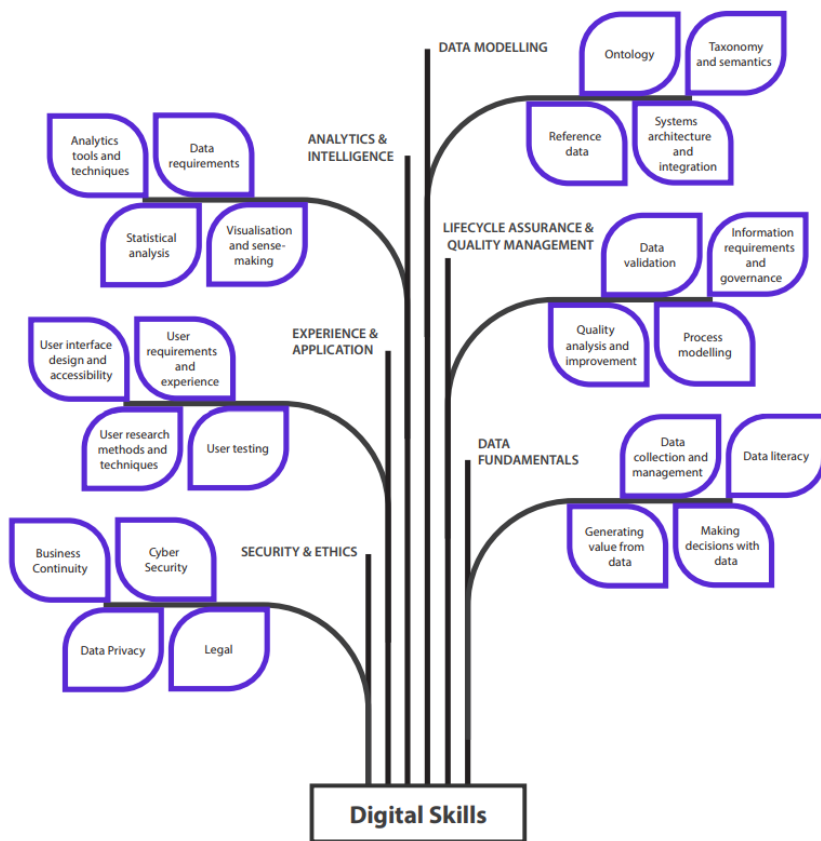 DATA MODELLING
Ontology
Taxonomy
and semantics
Reference
data
Systems
architecture
and
integration
ANALYTICS &
INTELLIGENCE
Analytics
tools and
techniques
Data
requirements
Statistical
analysis
Visualisation
and sense-
making
LIFECYCLE ASSURANCE &
QUALITY MANAGEMENT
Data
validation
Information
requirements
and
governance
Quality
analysis and
improvement
Process
modelling
EXPERIENCE &
APPLICATION
User interface
design and
accessibility
User
requirements
and
experience
User research
methods and
techniques
User testing
DATA
FUNDAMENTALS
Data
collection and
management
Data literacy
Generating
value from
data
Making
decisions with
data
SECURITY & ETHICS
Business
Continuity
Cyber
Security
Data Privacy
Legal
Digital Skills